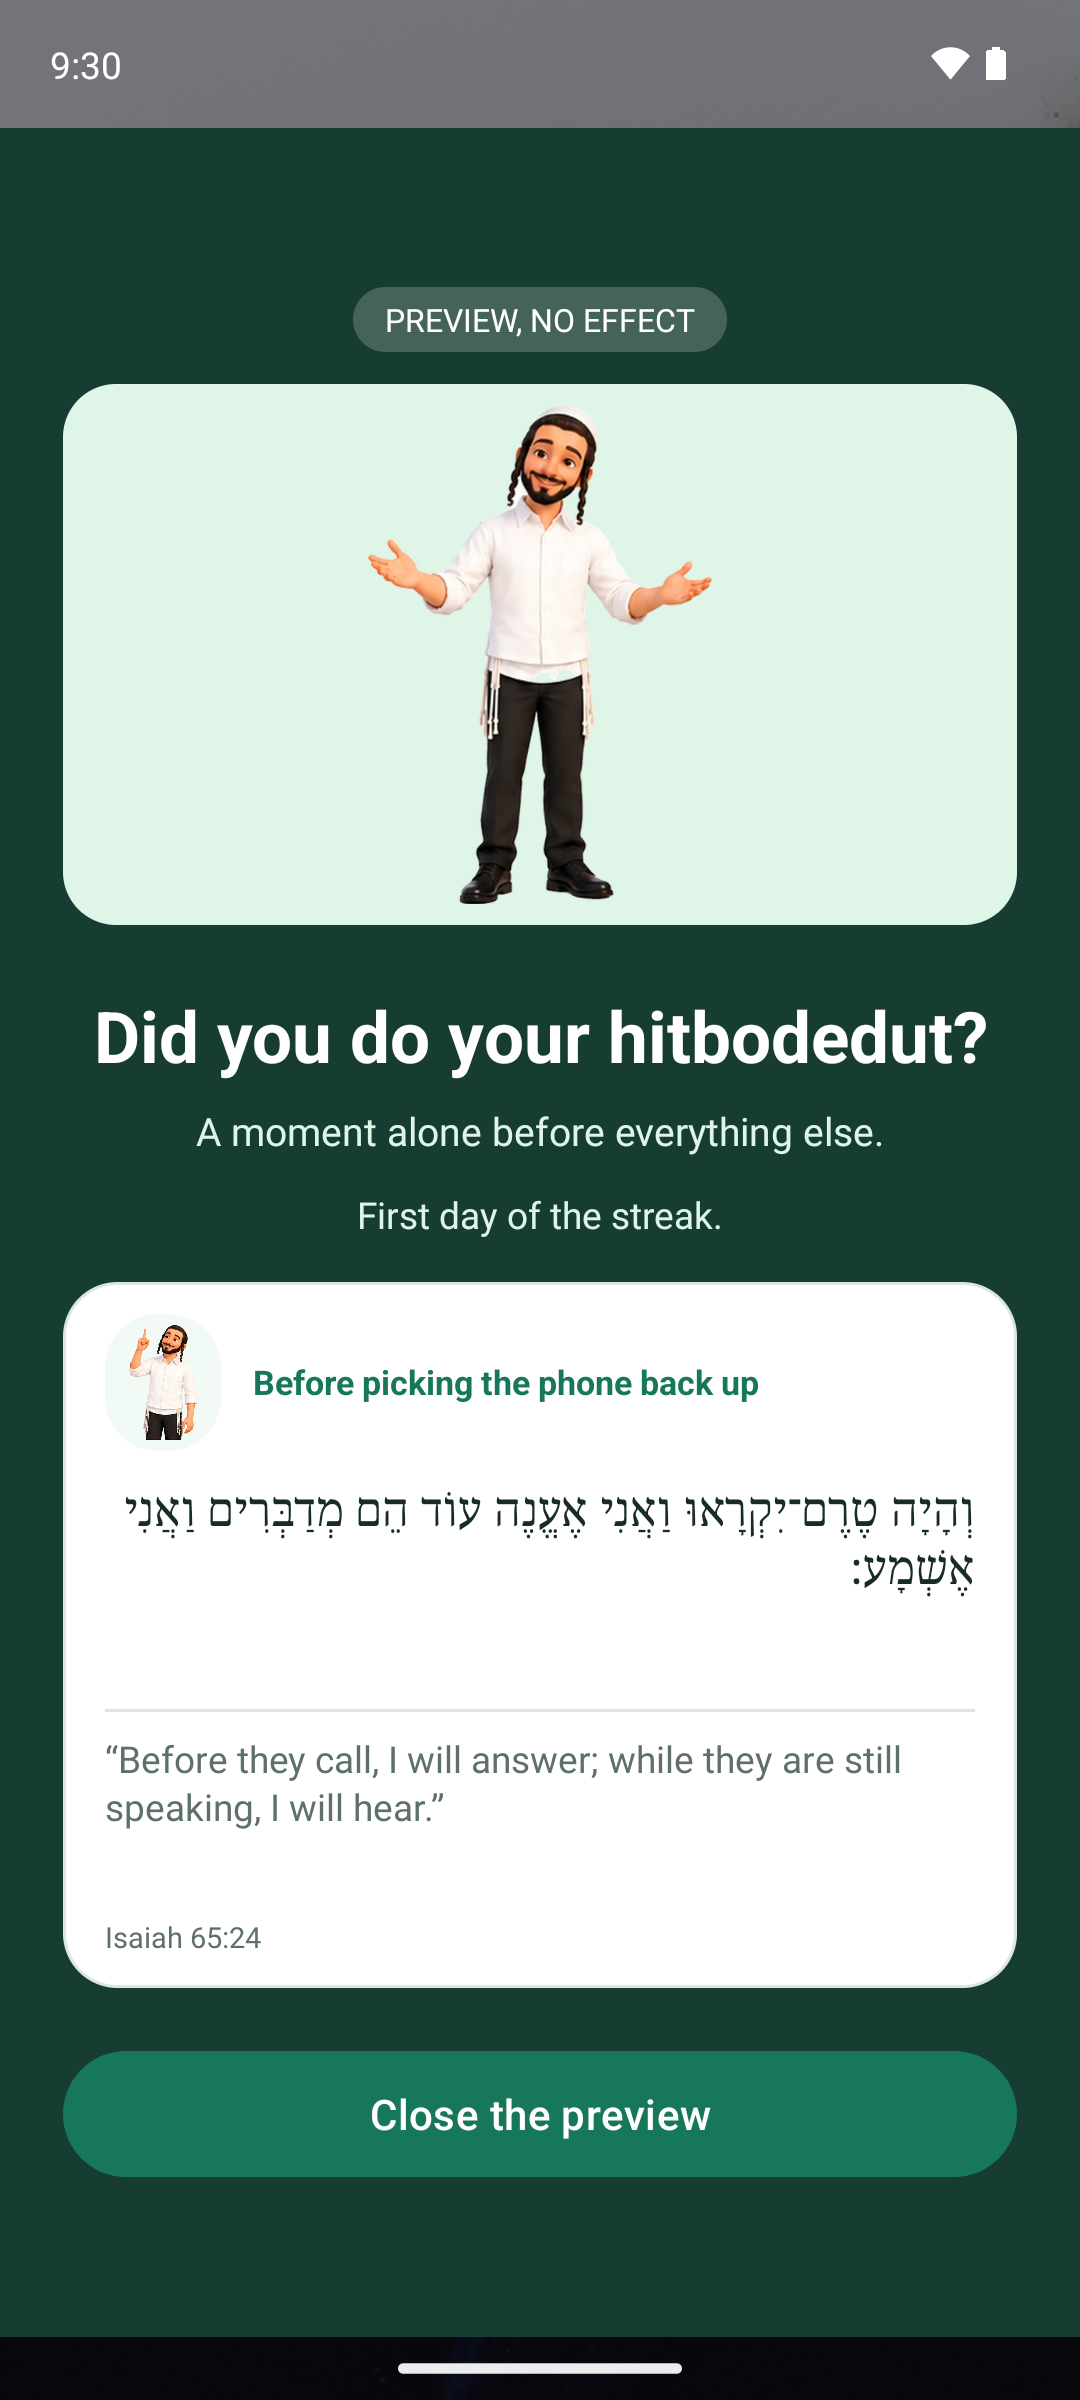 9:30
PREVIEW, NO EFFECT
Did you do your hitbodedut?
A moment alone before everything else.
First day of the streak.
Before picking the phone back up
וְהָיָה טֶרֶם־יִקְרָאוּ וַאֲנִי אֶעֱנֶה עוֹד הֵם מְדַבְּרִים וַאֲנִי
אֶשְׁמָע׃
“Before they call, I will answer; while they are still
speaking, I will hear.”
Isaiah 65:24
Close the preview